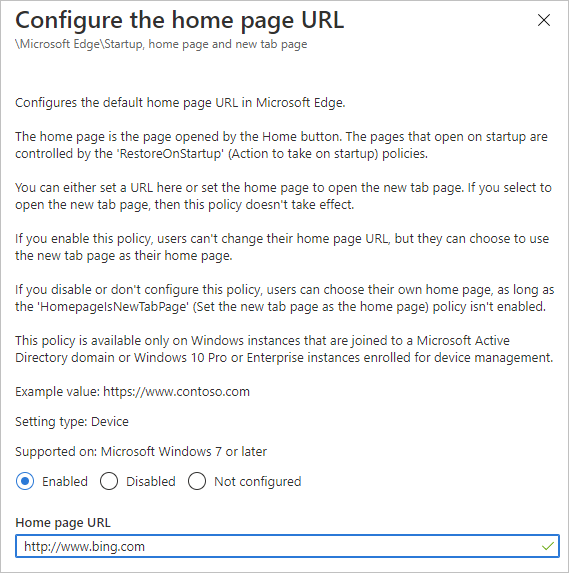 Configure the home page URL
\Microsoft Edge\Startup, home page and new tab page
Configures the default home page URL in Microsoft Edge.
The home page is the page opened by the Home button. The pages that open on startup are
controlled by the 'RestoreOnStartup' (Action to take on startup) policies.
You can either set a URL here or set the home page to open the new tab page. If you select to
open the new tab page, then this policy doesn't take effect.
If you enable this policy, users can't change their home page URL, but they can choose to use
the new tab page as their home page.
If you disable or don't configure this policy, users can choose their own home page, as long as
the 'HomepageIsNewTabPage' (Set the new tab page as the home page) policy isn't enabled.
This policy is available only on Windows instances that are joined to a Microsoft Active
Directory domain or Windows 10 Pro or Enterprise instances enrolled for device management.
Example value: https://www.contoso.com
Setting type: Device
Supported on: Microsoft Windows 7 or later
Enabled Disabled Not configured
Home page URL
http://www.bing.com